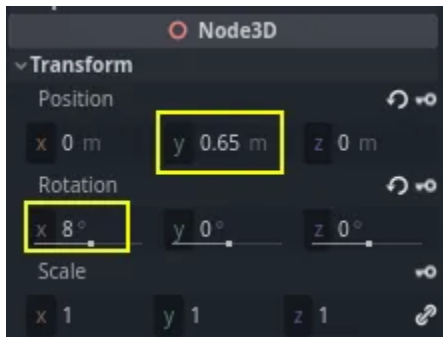 Node3D
Transform
Position
x 0 m y 0.65 m z 0 m
Rotation
x 8° y 0° z 0°
Scale
x 1 y 1 z 1